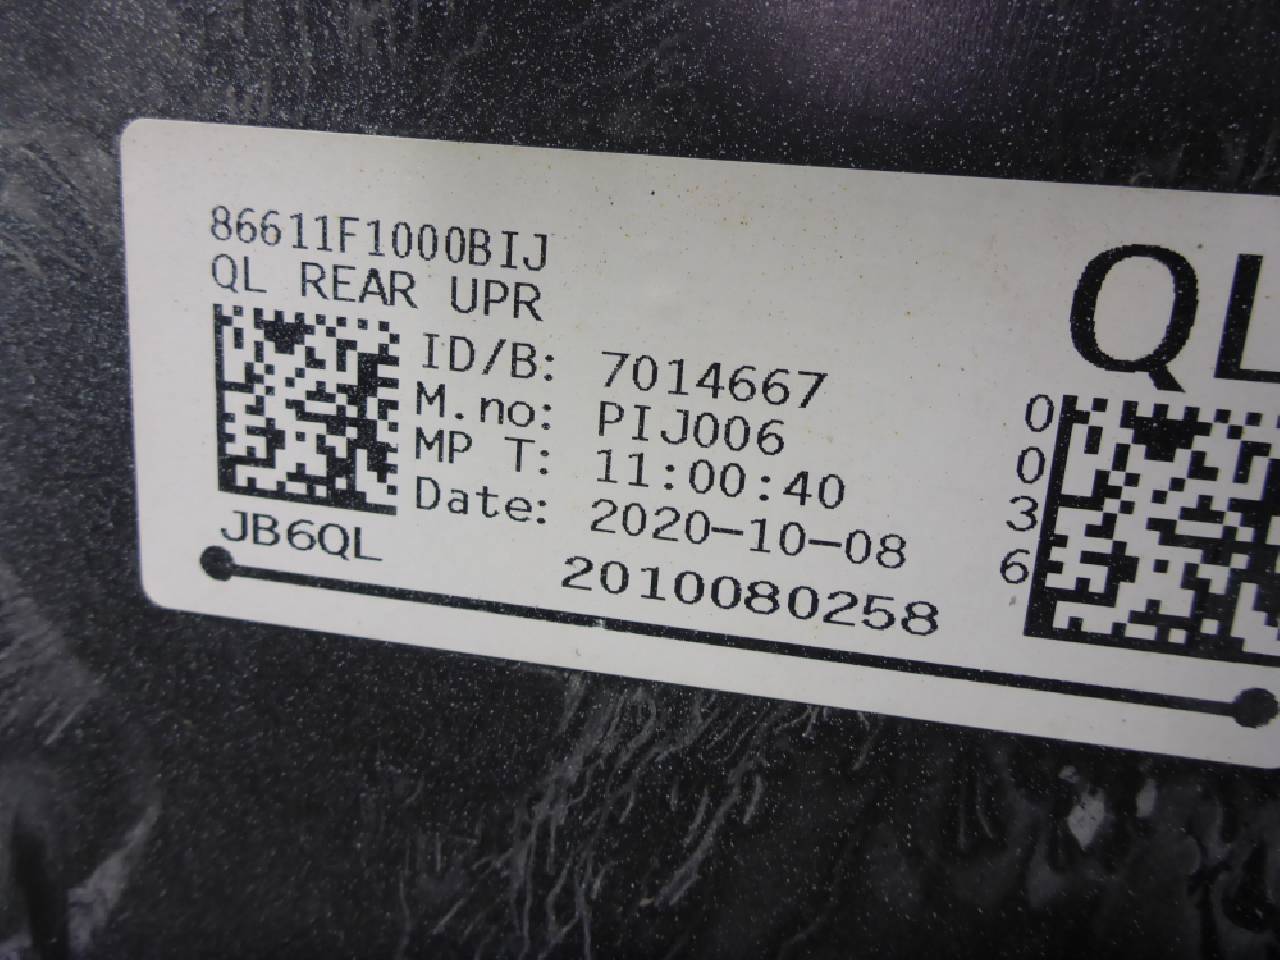 86611F1000BIJ
QL REAR UPR
ID/B: 7014667
M.no: PIJ006
MP T: 11:00:40
Date: 2020-10-08
JB6QL
2010080258
QL
0
0
3
6